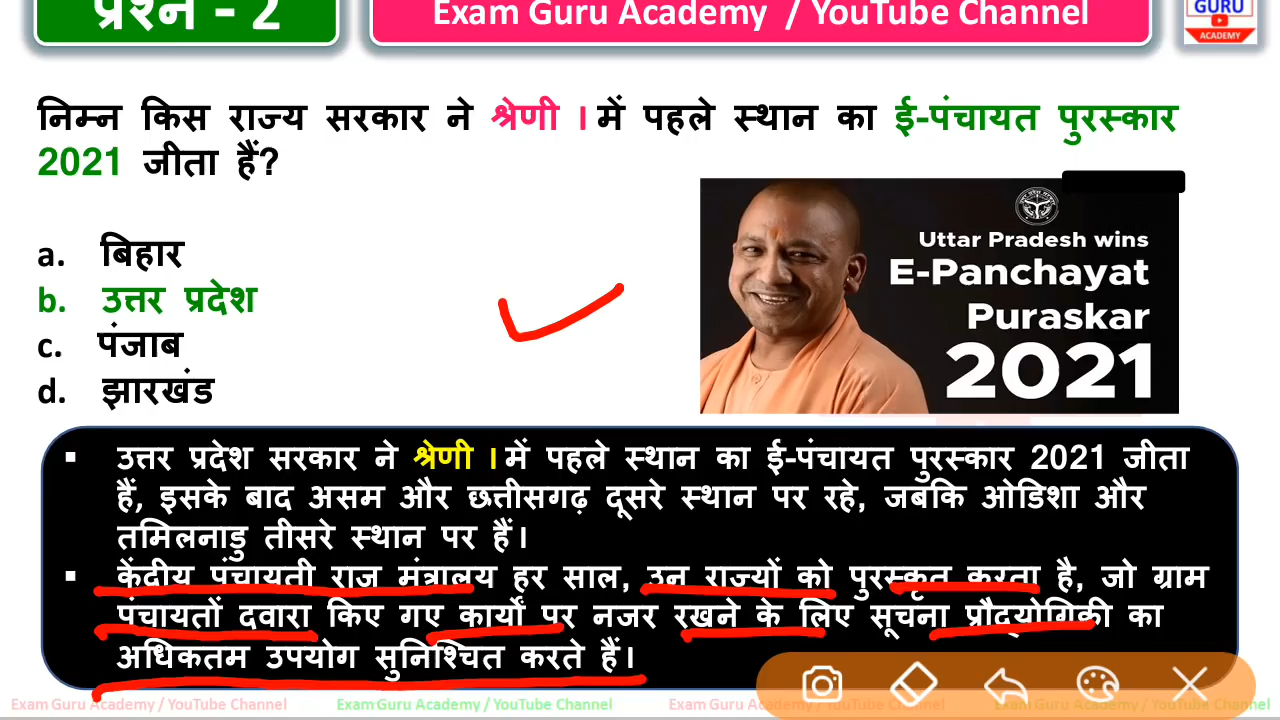 प्रश्न - 2
Exam Guru Academy / YouTube Channel
GURU
ACADEMY
निम्न किस राज्य सरकार ने श्रेणी I में पहले स्थान का ई-पंचायत पुरस्कार
2021 जीता हैं?
a. बिहार
b. उत्तर प्रदेश
c. पंजाब
d. झारखंड
Uttar Pradesh wins
E-Panchayat
Puraskar
2021
▪ उत्तर प्रदेश सरकार ने श्रेणी I में पहले स्थान का ई-पंचायत पुरस्कार 2021 जीता
हैं, इसके बाद असम और छत्तीसगढ़ दूसरे स्थान पर रहे, जबकि ओडिशा और
तमिलनाडु तीसरे स्थान पर हैं।
▪ केंदीय पंचायती राज मंत्रालय हर साल, उन राज्यों को पुरस्कृत करता है, जो ग्राम
पंचायतों दवारा किए गए कार्यों पर नजर रखने के लिए सूचना प्रौद्योगिकी का
अधिकतम उपयोग सुनिश्चित करते हैं।
Exam Guru Academy / YouTube Channel Exam Guru Academy / YouTube Channel Exam Guru Academy / YouTube Channel Exam Guru Academy / YouTube Channel